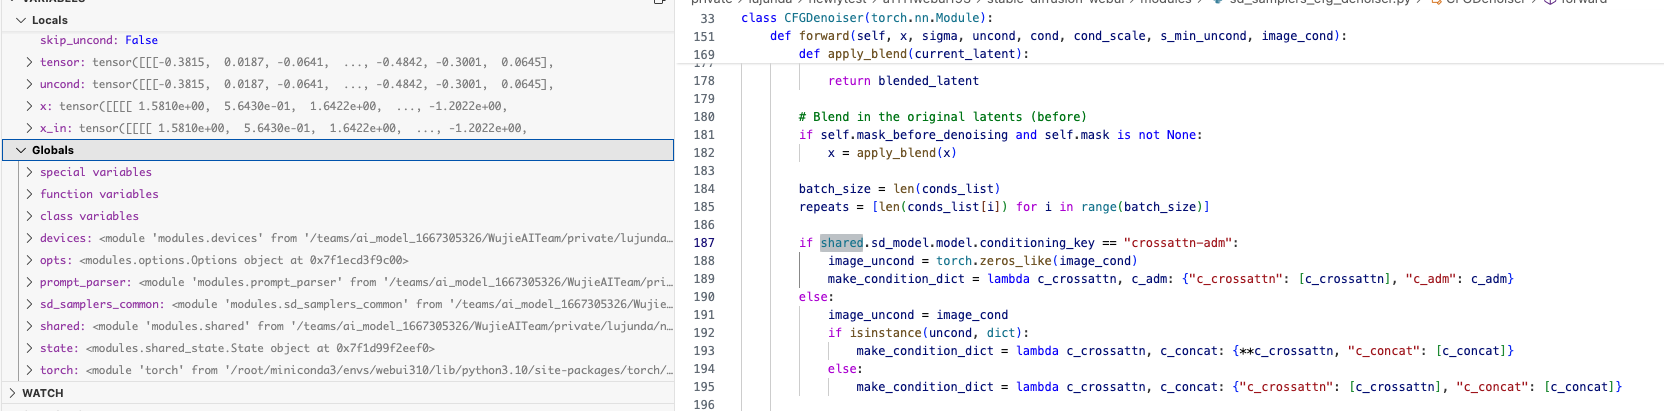 Locals
skip_uncond: False
tensor: tensor([[[-0.3815,  0.0187, -0.0641,  ..., -0.4842, -0.3001,  0.0645],
uncond: tensor([[[-0.3815,  0.0187, -0.0641,  ..., -0.4842, -0.3001,  0.0645],
x: tensor([[[[ 1.5810e+00,  5.6430e-01,  1.6422e+00,  ..., -1.2022e+00,
x_in: tensor([[[[ 1.5810e+00,  5.6430e-01,  1.6422e+00,  ..., -1.2022e+00,
Globals
special variables
function variables
class variables
devices: <module 'modules.devices' from '/teams/ai_model_1667305326/WujieAITeam/private/lujunda…
opts: <modules.options.Options object at 0x7f1ecd3f9c00>
prompt_parser: <module 'modules.prompt_parser' from '/teams/ai_model_1667305326/WujieAITeam/pri…
sd_samplers_common: <module 'modules.sd_samplers_common' from '/teams/ai_model_1667305326/Wujie…
shared: <module 'modules.shared' from '/teams/ai_model_1667305326/WujieAITeam/private/lujunda/n…
state: <modules.shared_state.State object at 0x7f1d99f2eef0>
torch: <module 'torch' from '/root/miniconda3/envs/webui310/lib/python3.10/site-packages/torch/…
WATCH
33 class CFGDenoiser(torch.nn.Module):
151 def forward(self, x, sigma, uncond, cond, cond_scale, s_min_uncond, image_cond):
169 def apply_blend(current_latent):
178 return blended_latent
179
180 # Blend in the original latents (before)
181 if self.mask_before_denoising and self.mask is not None:
182 x = apply_blend(x)
183
184 batch_size = len(conds_list)
185 repeats = [len(conds_list[i]) for i in range(batch_size)]
186
187 if shared.sd_model.model.conditioning_key == "crossattn-adm":
188 image_uncond = torch.zeros_like(image_cond)
189 make_condition_dict = lambda c_crossattn, c_adm: {"c_crossattn": [c_crossattn], "c_adm": c_adm}
190 else:
191 image_uncond = image_cond
192 if isinstance(uncond, dict):
193 make_condition_dict = lambda c_crossattn, c_concat: {**c_crossattn, "c_concat": [c_concat]}
194 else:
195 make_condition_dict = lambda c_crossattn, c_concat: {"c_crossattn": [c_crossattn], "c_concat": [c_concat]}
196